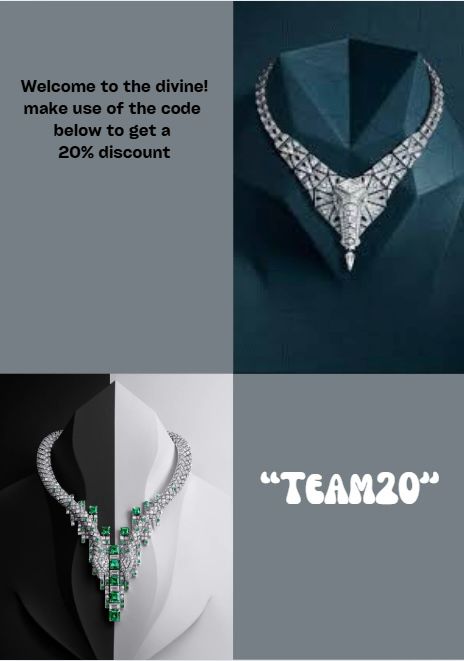 Welcome to the divine!
make use of the code
below to get a
20% discount
“TEAM20”